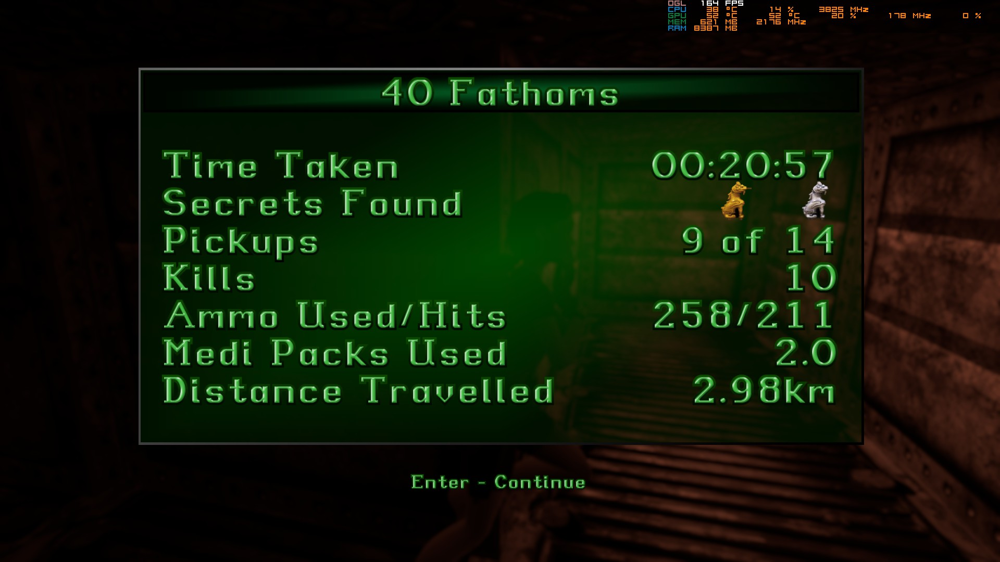 OGL 164 FPS
CPU 38 °C 14 % 3825 MHz
GPU 52 °C 52 °C 20 % 178 MHz 0 %
MEM 621 MB 2176 MHz
RAM 8387 MB
40 Fathoms
Time Taken 00:20:57
Secrets Found
Pickups 9 of 14
Kills 10
Ammo Used/Hits 258/211
Medi Packs Used 2.0
Distance Travelled 2.98km
Enter - Continue